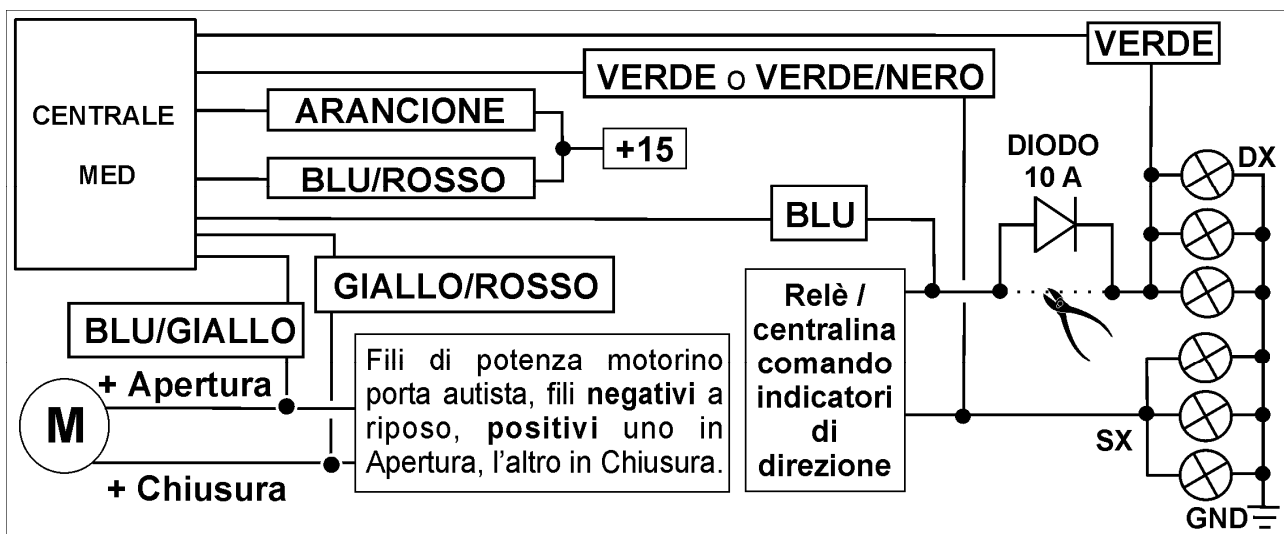 VERDE
VERDE o VERDE/NERO
CENTRALE
MED
ARANCIONE
+15
BLU/ROSSO
DIODO
10 A
DX
BLU
GIALLO/ROSSO
BLU/GIALLO
+ Apertura
M
+ Chiusura
Fili di potenza motorino
porta autista, fili negativi a
riposo, positivi uno in
Apertura, l'altro in Chiusura.
Relè /
centralina
comando
indicatori
di
direzione
SX
GND